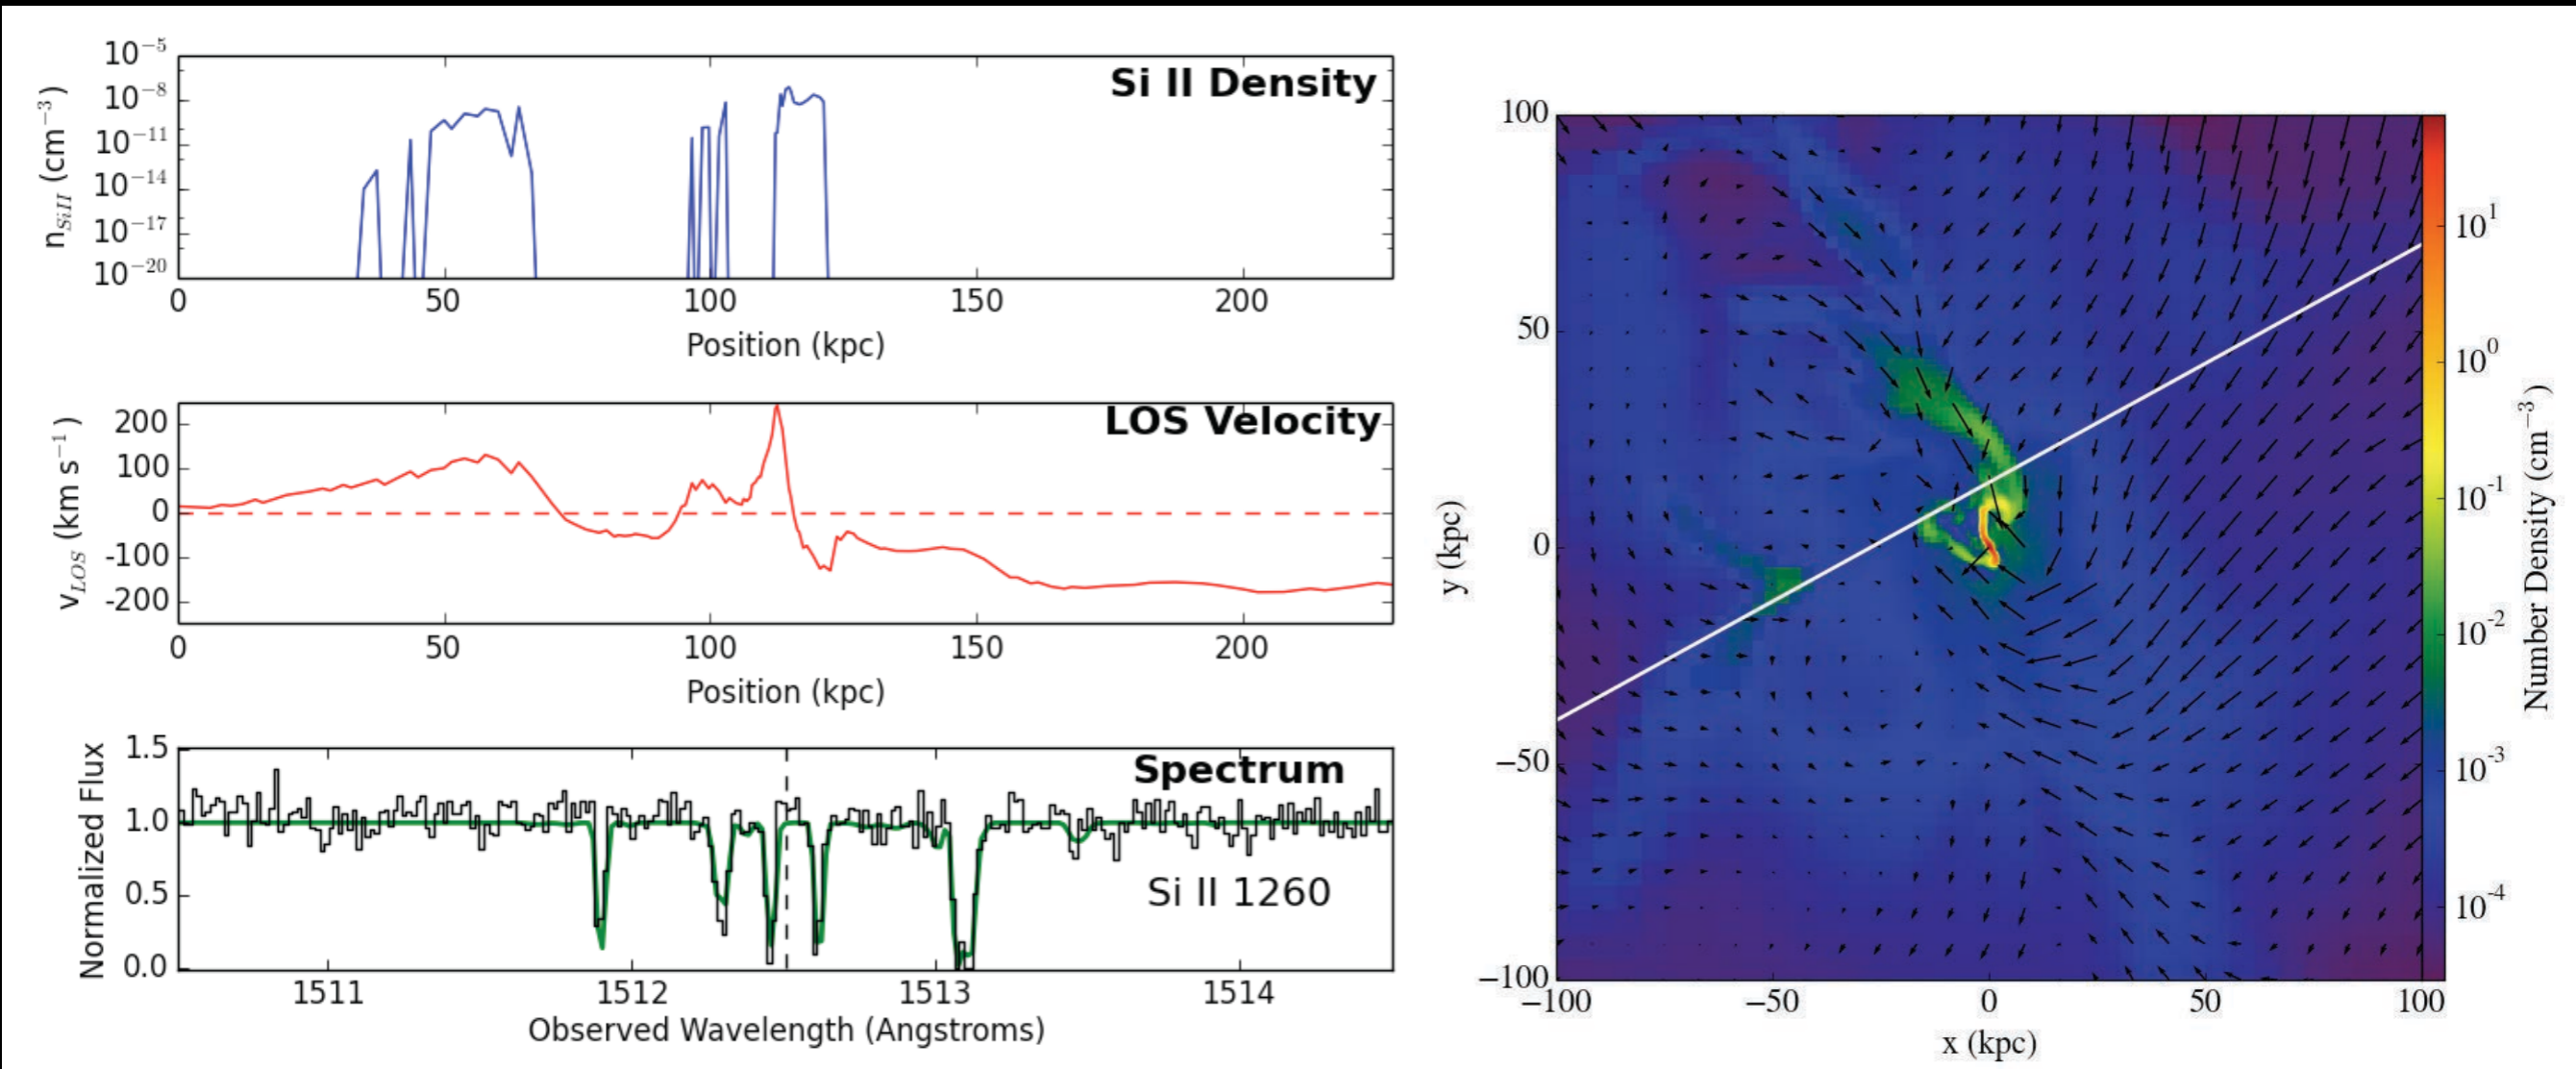 Si II Density
n_SiII (cm^−3)
10^−5
10^−8
10^−11
10^−14
10^−17
10^−20
0 50 100 150 200
Position (kpc)
LOS Velocity
v_LOS (km s^−1)
200
100
0
-100
-200
0 50 100 150 200
Position (kpc)
Spectrum
Si II 1260
Normalized Flux
1.5
1.0
0.5
0.0
1511 1512 1513 1514
Observed Wavelength (Angstroms)
y (kpc)
100
50
0
−50
−100
−100 −50 0 50 100
x (kpc)
10^1
10^0
10^-1
10^-2
10^-3
10^-4
Number Density (cm^−3)